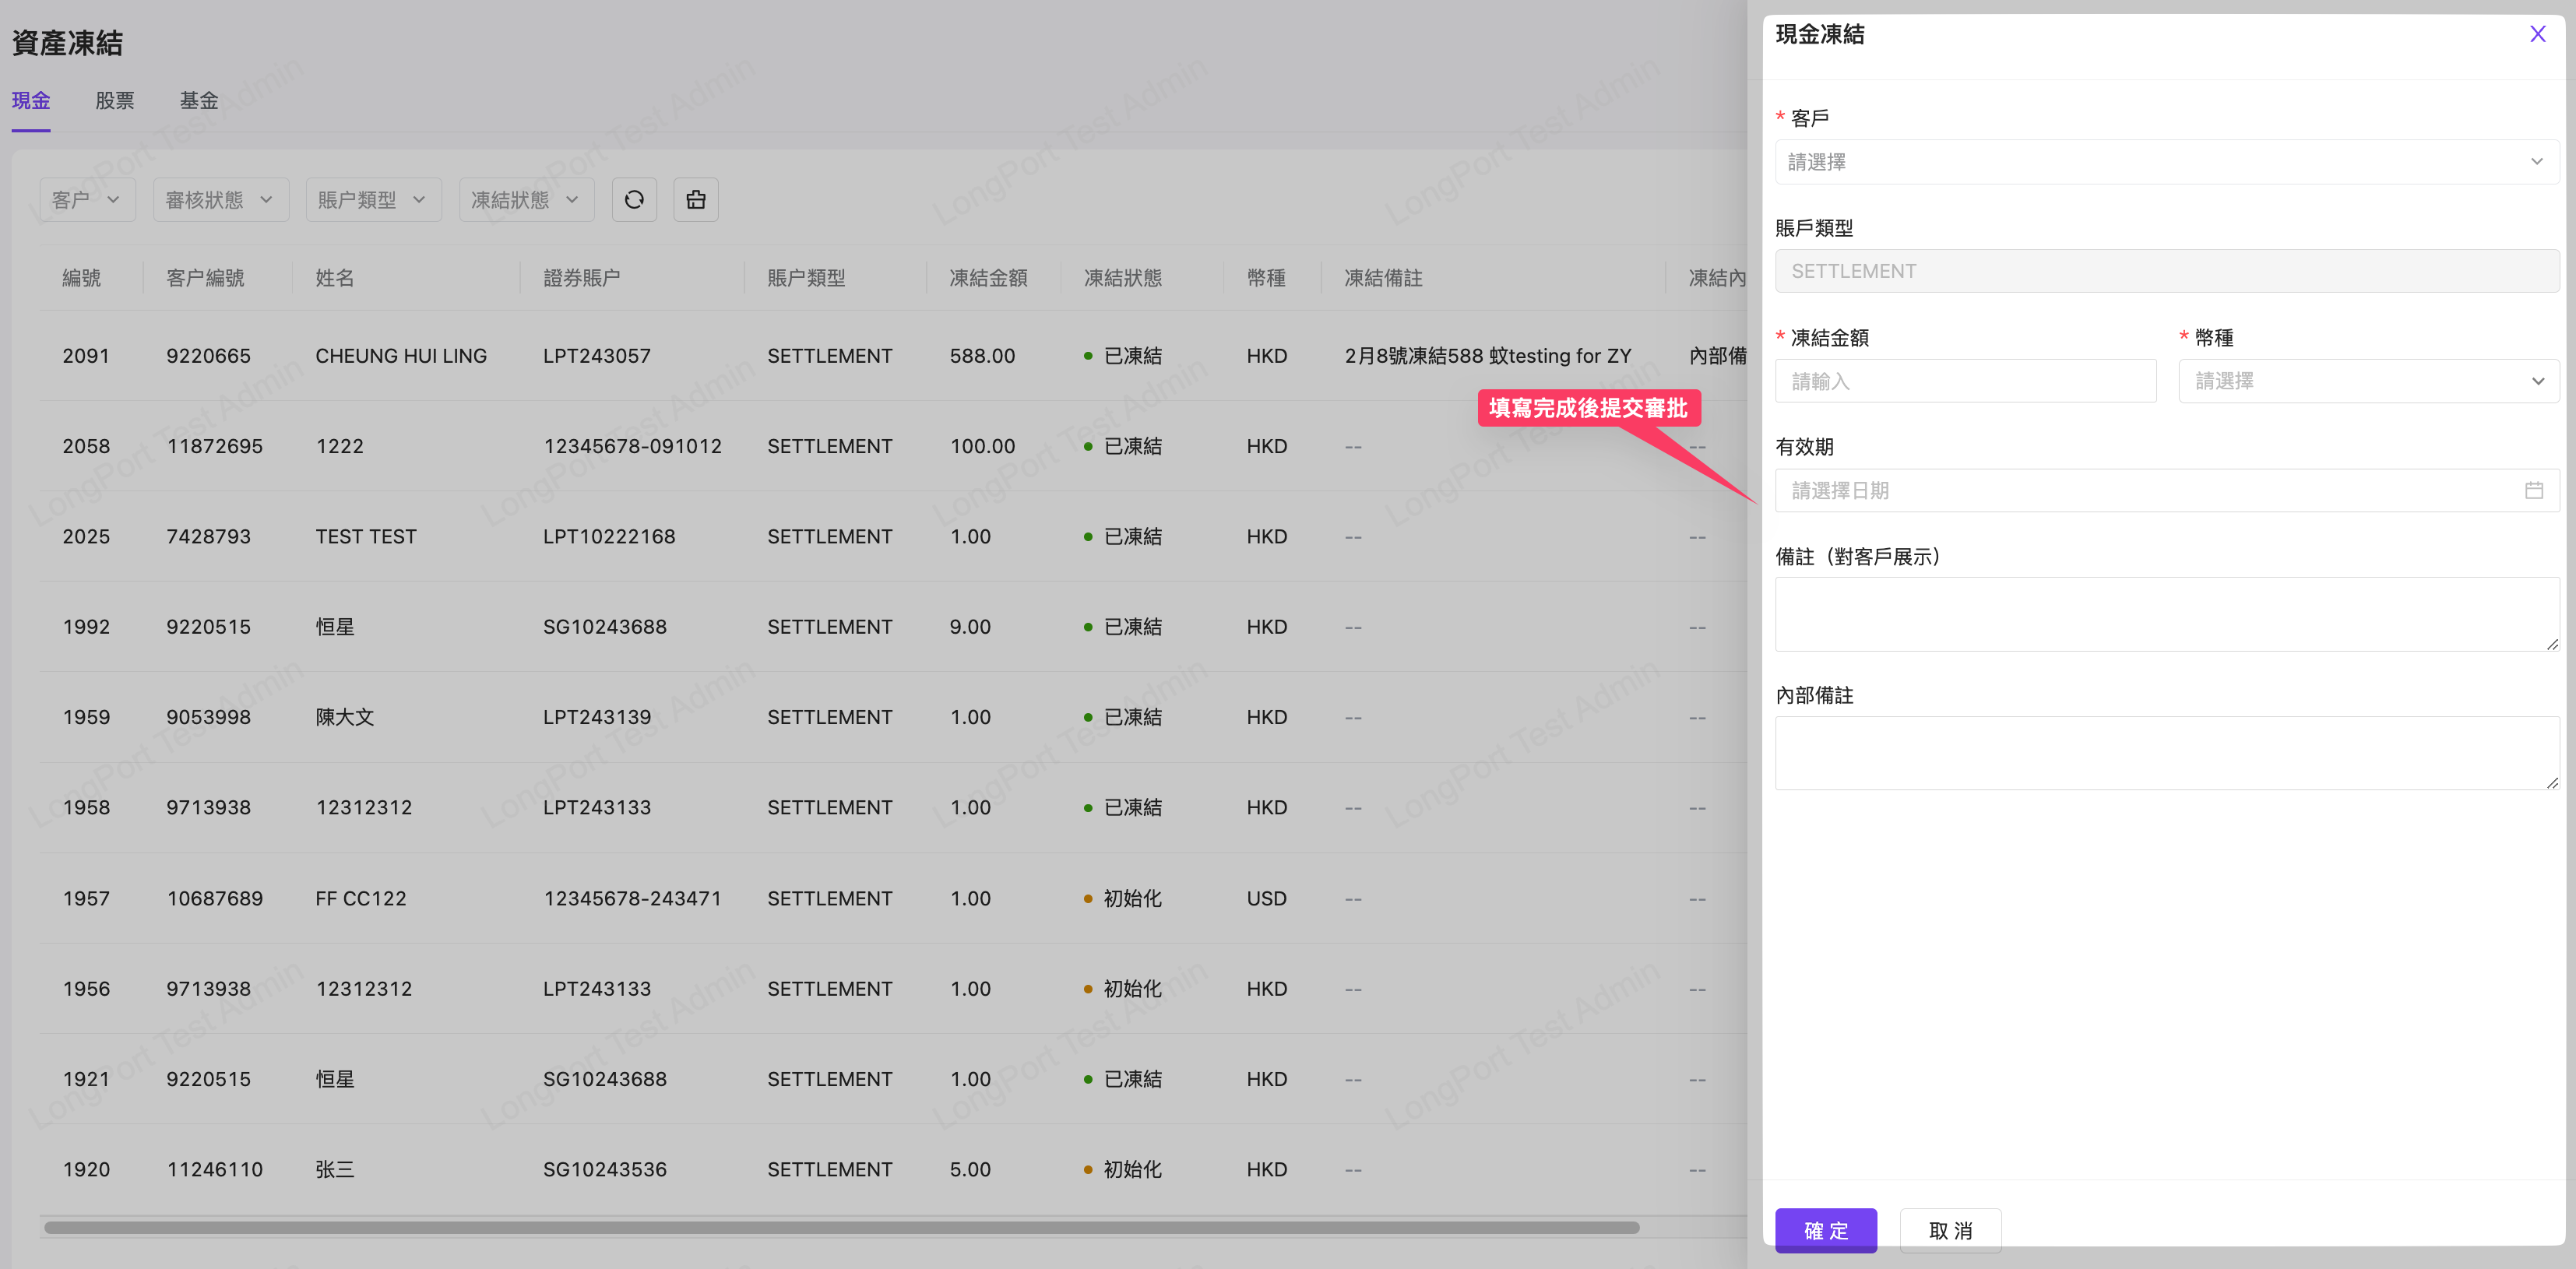 資產凍結
現金 股票 基金
客户 審核狀態 賬户類型 凍結狀態
編號 客户編號 姓名 證券賬户 賬户類型 凍結金額 凍結狀態 幣種 凍結備註 凍結內
2091 9220665 CHEUNG HUI LING LPT243057 SETTLEMENT 588.00 已凍結 HKD 2月8號凍結588 蚊testing for ZY 內部備
2058 11872695 1222 12345678-091012 SETTLEMENT 100.00 已凍結 HKD -- --
2025 7428793 TEST TEST LPT10222168 SETTLEMENT 1.00 已凍結 HKD -- --
1992 9220515 恒星 SG10243688 SETTLEMENT 9.00 已凍結 HKD -- --
1959 9053998 陳大文 LPT243139 SETTLEMENT 1.00 已凍結 HKD -- --
1958 9713938 12312312 LPT243133 SETTLEMENT 1.00 已凍結 HKD -- --
1957 10687689 FF CC122 12345678-243471 SETTLEMENT 1.00 初始化 USD -- --
1956 9713938 12312312 LPT243133 SETTLEMENT 1.00 初始化 HKD -- --
1921 9220515 恒星 SG10243688 SETTLEMENT 1.00 已凍結 HKD -- --
1920 11246110 张三 SG10243536 SETTLEMENT 5.00 初始化 HKD -- --
LongPort Test Admin
填寫完成後提交審批
現金凍結
* 客戶
請選擇
賬戶類型
SETTLEMENT
* 凍結金額 * 幣種
請輸入 請選擇
有效期
請選擇日期
備註（對客戶展示）
內部備註
確定 取消